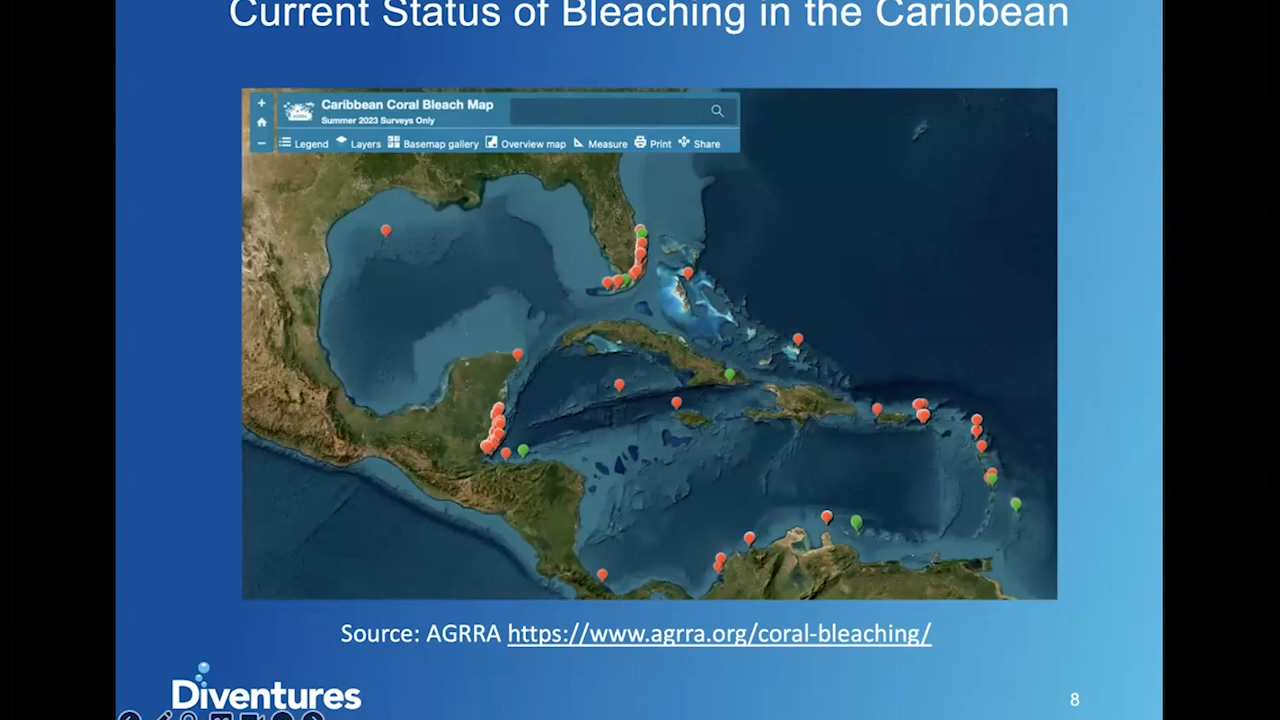 Current Status of Bleaching in the Caribbean
+
Caribbean Coral Bleach Map
Summer 2023 Surveys Only
−
Legend Layers Basemap gallery Overview map Measure Print Share
Source: AGRRA https://www.agrra.org/coral-bleaching/
Diventures
8